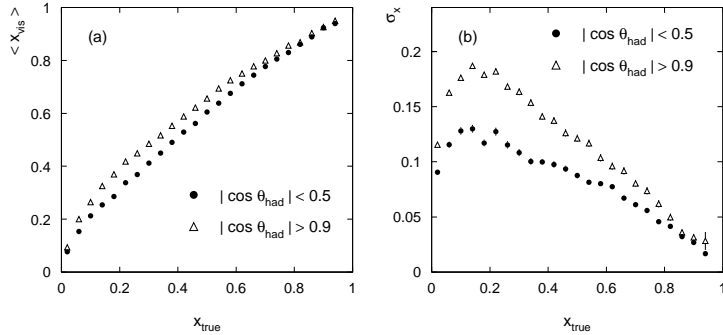 (a)
< x_vis >
1
0.8
0.6
0.4
0.2
0
| cos θ_had | < 0.5
| cos θ_had | > 0.9
0 0.2 0.4 0.6 0.8 1
x_true
(b)
σ_x
0.2
0.15
0.1
0.05
0
| cos θ_had | < 0.5
| cos θ_had | > 0.9
0 0.2 0.4 0.6 0.8 1
x_true